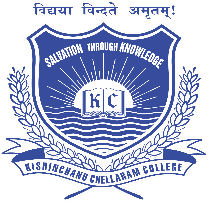 विद्यया विन्दते अमृतम्!
SALVATION THROUGH KNOWLEDGE
KC
KISHINCHAND CHELLARAM COLLEGE